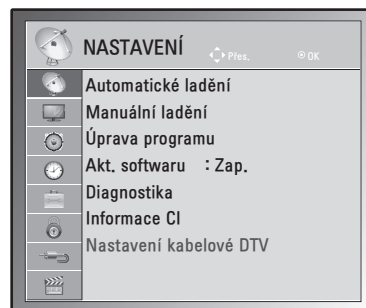 NASTAVENÍ
Přes.
OK
Automatické ladění
Manuální ladění
Úprava programu
Akt. softwaru : Zap.
Diagnostika
Informace CI
Nastavení kabelové DTV